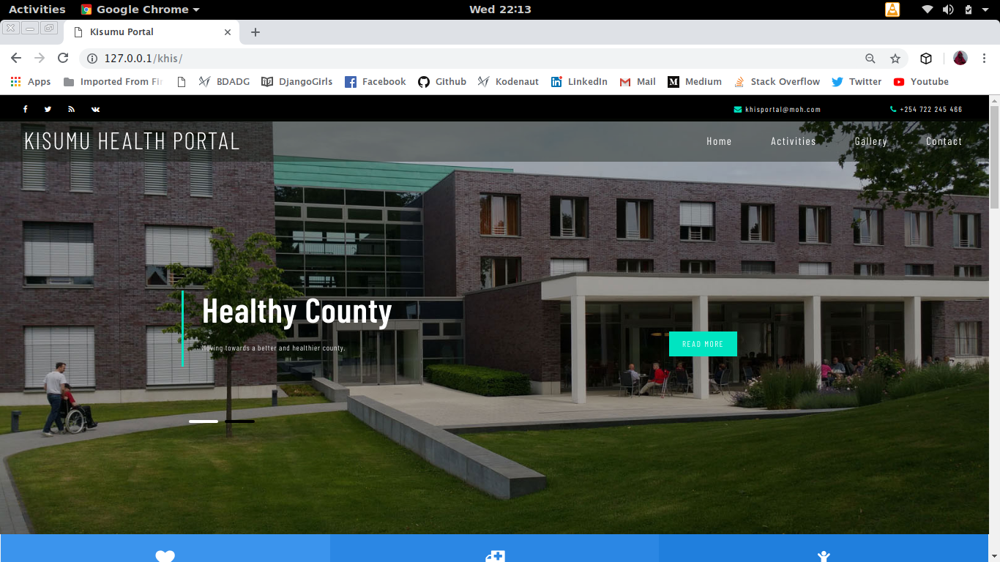 Activities Google Chrome Wed 22:13
Kisumu Portal
127.0.0.1/khis/
Apps Imported From Fir BDADG DjangoGirls Facebook Github Kodenaut LinkedIn Mail Medium Stack Overflow Twitter Youtube
khisportal@moh.com +254 722 245 466
KISUMU HEALTH PORTAL Home Activities Gallery Contact
Healthy County
Moving towards a better and healthier county.
READ MORE